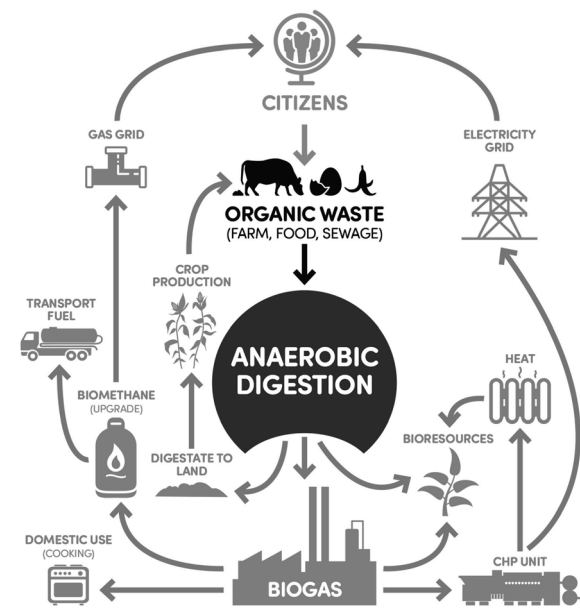 CITIZENS
GAS GRID
ELECTRICITY
GRID
ORGANIC WASTE
(FARM, FOOD, SEWAGE)
CROP
PRODUCTION
TRANSPORT
FUEL
ANAEROBIC
DIGESTION
HEAT
BIOMETHANE
(UPGRADE)
BIORESOURCES
DIGESTATE TO
LAND
DOMESTIC USE
(COOKING)
CHP UNIT
BIOGAS